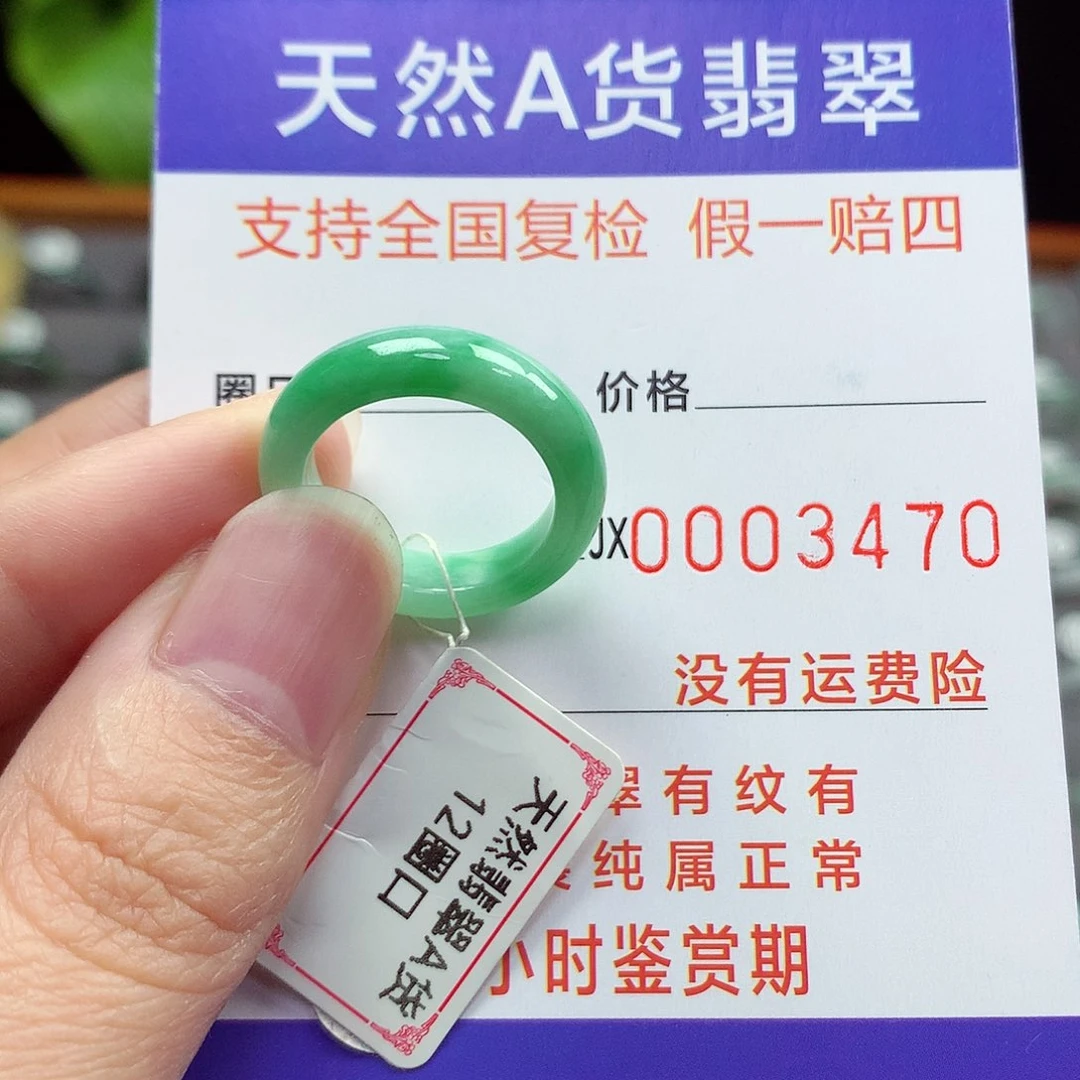 天然A货翡翠
支持全国复检 假一赔四
圈 价格
JX0003470
没有运费险
翠有纹有
纯属正常
小时鉴赏期
天然翡翠A货
12圈口